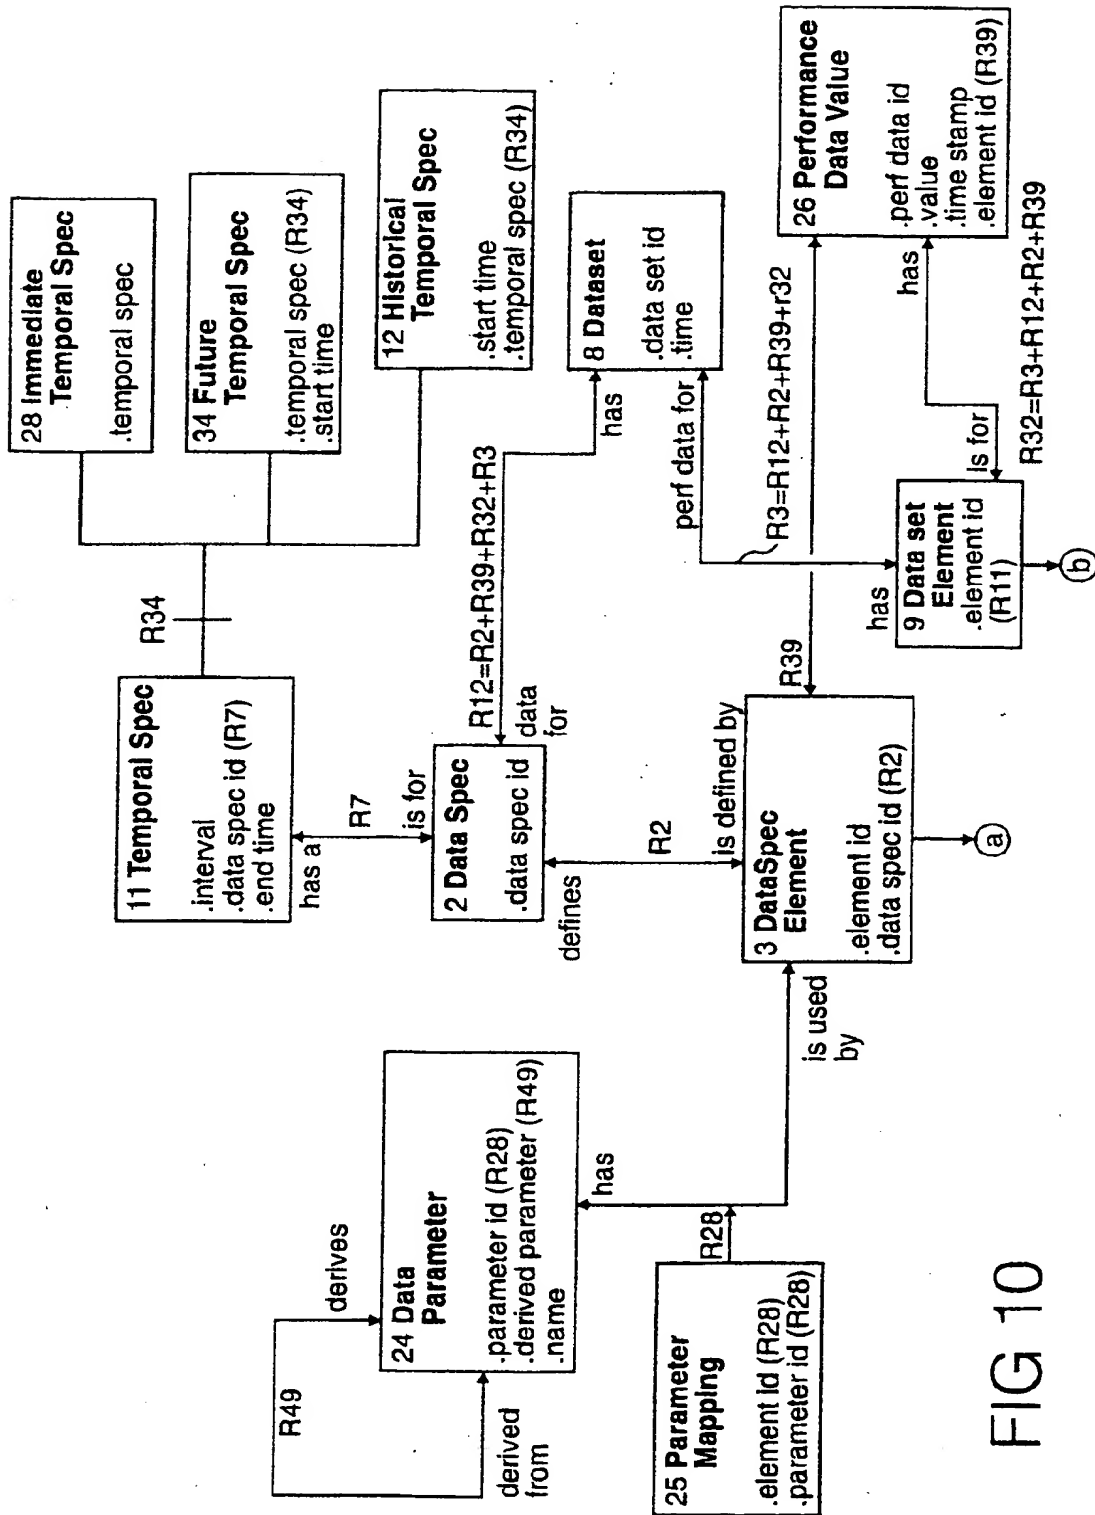 28 Immediate
Temporal Spec
.temporal spec
34 Future
Temporal Spec
.temporal spec (R34)
.start time
12 Historical
Temporal Spec
.start time
.temporal spec (R34)
R34
11 Temporal Spec
.interval
.data spec id (R7)
.end time
has a
R7
is for
2 Data Spec
.data spec id
R12=R2+R39+R32+R3
data
for
has
8 Dataset
.data set id
.time
perf data for
R3=R12+R2+R39+r32
defines
R2
is defined by
R39
26 Performance
Data Value
.perf data id
.value
.time stamp
.element id (R39)
has
is for
R32=R3+R12+R2+R39
has
9 Data set
Element
.element id
(R11)
b
3 DataSpec
Element
.element id
.data spec id (R2)
a
is used
by
R49
derives
derived
from
24 Data
Parameter
.parameter id (R28)
.derived parameter (R49)
.name
has
R28
25 Parameter
Mapping
.element id (R28)
.parameter id (R28)
FIG 10